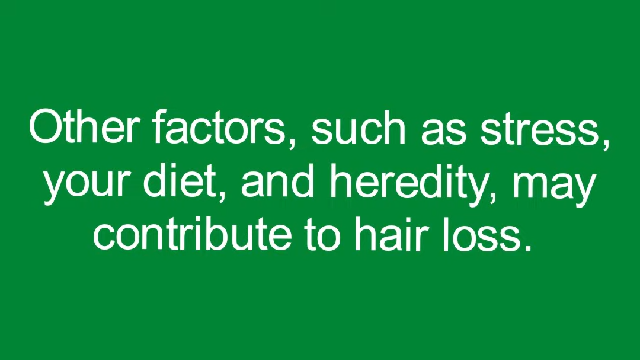 Other factors, such as stress,
your diet, and heredity, may
contribute to hair loss.